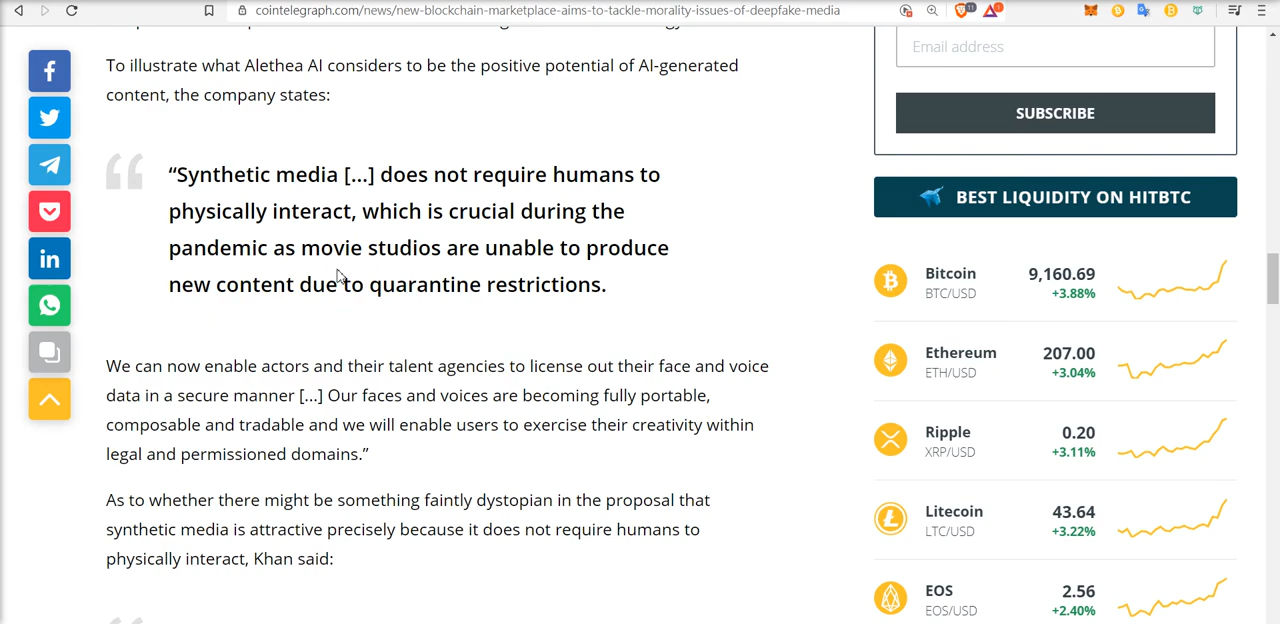 cointelegraph.com/news/new-blockchain-marketplace-aims-to-tackle-morality-issues-of-deepfake-media
11
1
To illustrate what Alethea AI considers to be the positive potential of AI-generated
content, the company states:
“Synthetic media [...] does not require humans to
physically interact, which is crucial during the
pandemic as movie studios are unable to produce
new content due to quarantine restrictions.
We can now enable actors and their talent agencies to license out their face and voice
data in a secure manner [...] Our faces and voices are becoming fully portable,
composable and tradable and we will enable users to exercise their creativity within
legal and permissioned domains.”
As to whether there might be something faintly dystopian in the proposal that
synthetic media is attractive precisely because it does not require humans to
physically interact, Khan said:
Email address
SUBSCRIBE
BEST LIQUIDITY ON HITBTC
Bitcoin 9,160.69
BTC/USD +3.88%
Ethereum 207.00
ETH/USD +3.04%
Ripple 0.20
XRP/USD +3.11%
Litecoin 43.64
LTC/USD +3.22%
EOS 2.56
EOS/USD +2.40%